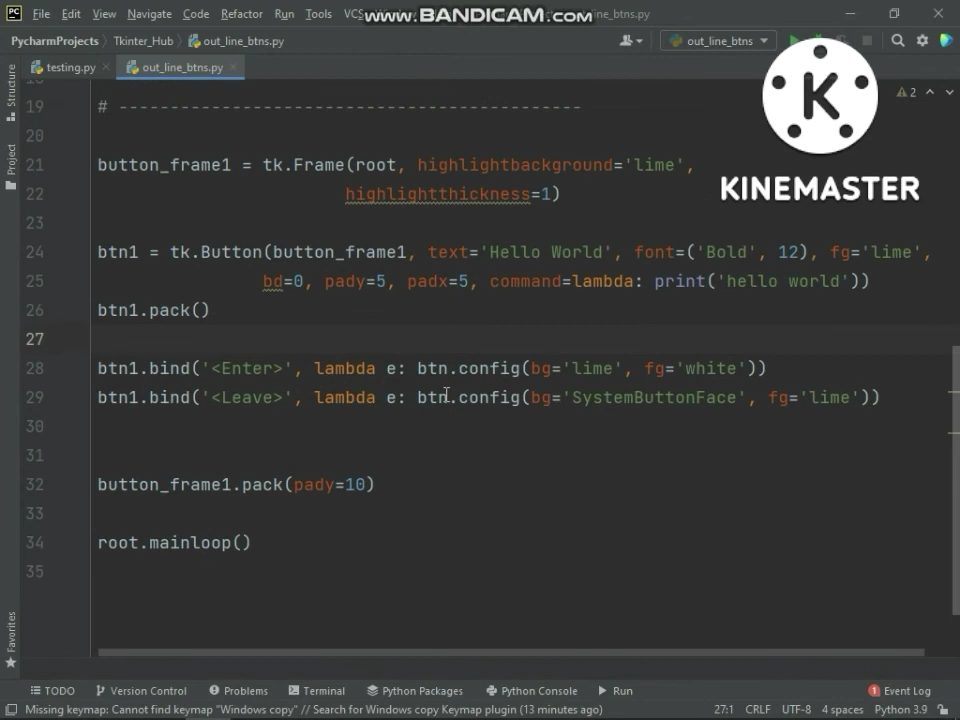 File Edit View Navigate Code Refactor Run Tools VCS www.BANDICAM.com _line_btns.py
PycharmProjects Tkinter_Hub out_line_btns.py out_line_btns
testing.py out_line_btns.py
Structure
Project
Favorites
2
K
KINEMASTER
18
19 # ---------------------------------------------
20
21 button_frame1 = tk.Frame(root, highlightbackground='lime',
22 highlightthickness=1)
23
24 btn1 = tk.Button(button_frame1, text='Hello World', font=('Bold', 12), fg='lime',
25 bd=0, pady=5, padx=5, command=lambda: print('hello world'))
26 btn1.pack()
27
28 btn1.bind('<Enter>', lambda e: btn.config(bg='lime', fg='white'))
29 btn1.bind('<Leave>', lambda e: btn.config(bg='SystemButtonFace', fg='lime'))
30
31
32 button_frame1.pack(pady=10)
33
34 root.mainloop()
35
TODO Version Control Problems Terminal Python Packages Python Console Run 1 Event Log
Missing keymap: Cannot find keymap "Windows copy" // Search for Windows copy Keymap plugin (13 minutes ago) 27:1 CRLF UTF-8 4 spaces Python 3.9